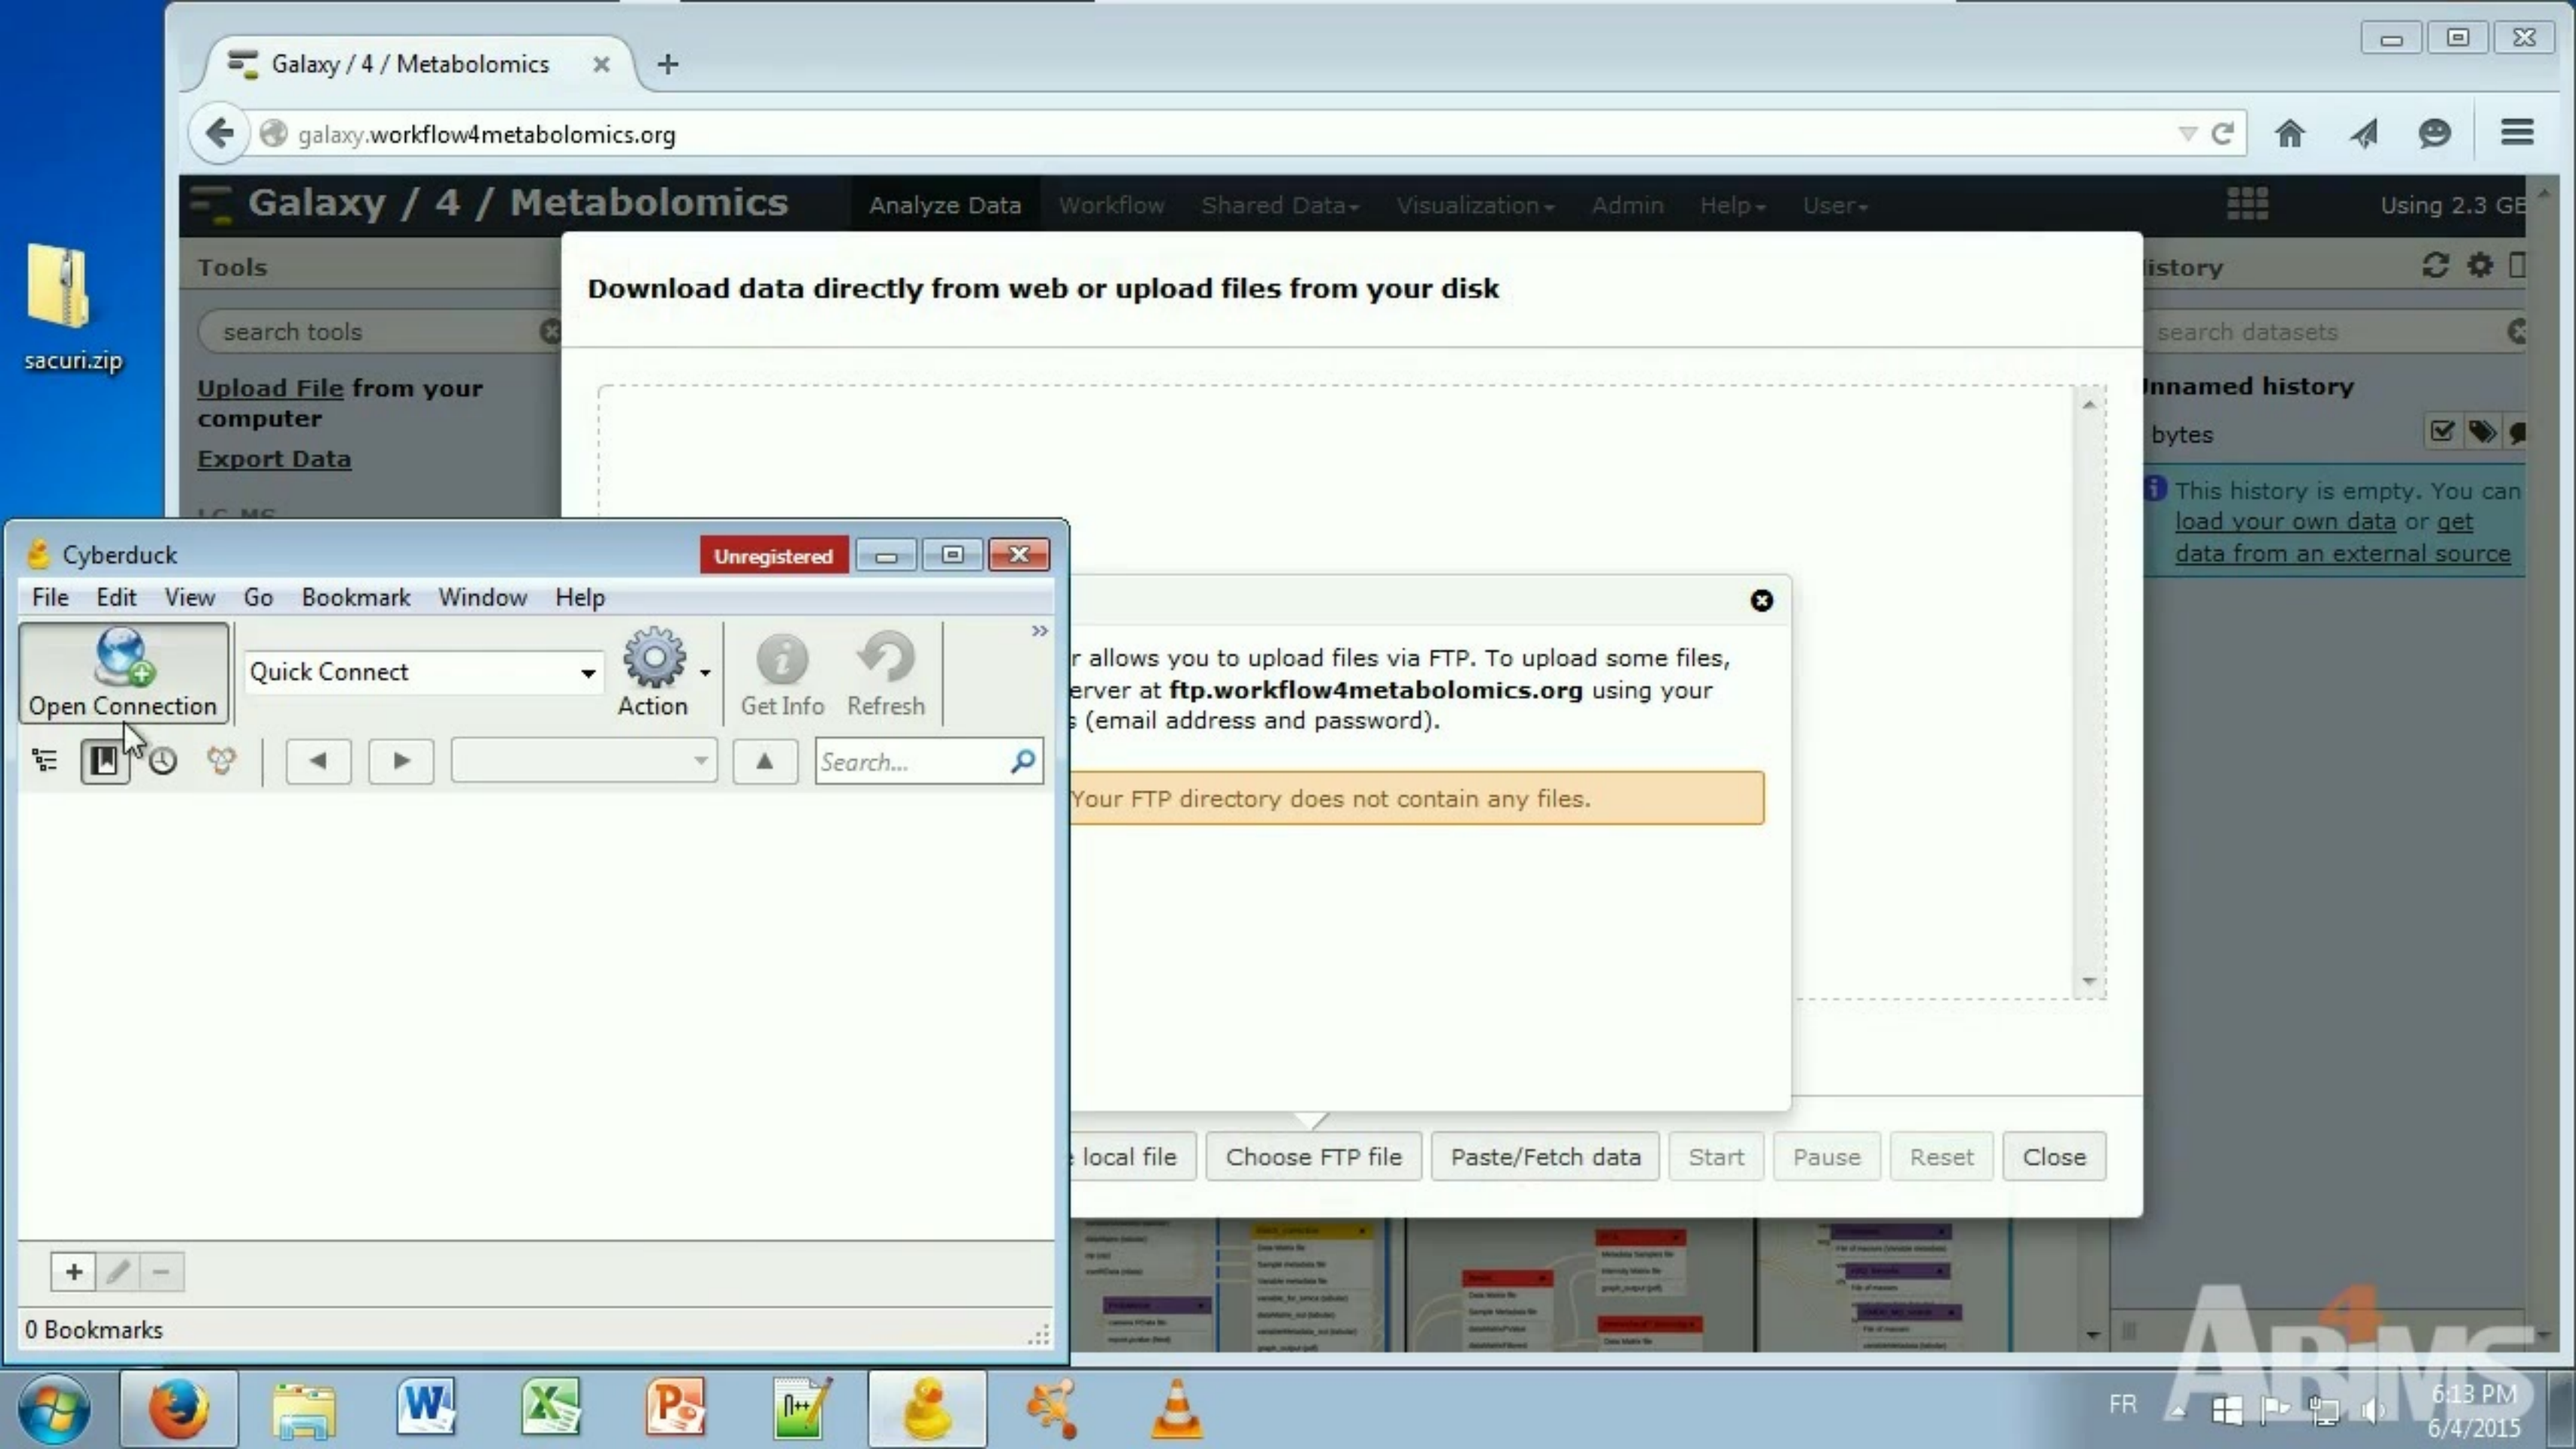 Galaxy / 4 / Metabolomics
galaxy.workflow4metabolomics.org
Galaxy / 4 / Metabolomics
Analyze Data
Workflow
Shared Data
Visualization
Admin
Help
User
Using 2.3 GB
Tools
search tools
Upload File from your
computer
Export Data
LC-MS
sacuri.zip
Download data directly from web or upload files from your disk
istory
search datasets
nnamed history
bytes
This history is empty. You can
load your own data or get
data from an external source
Cyberduck
Unregistered
File
Edit
View
Go
Bookmark
Window
Help
Open Connection
Quick Connect
Action
Get Info
Refresh
Search...
r allows you to upload files via FTP. To upload some files,
erver at ftp.workflow4metabolomics.org using your
s (email address and password).
Your FTP directory does not contain any files.
local file
Choose FTP file
Paste/Fetch data
Start
Pause
Reset
Close
0 Bookmarks
ABiMS
4
FR
6:13 PM
6/4/2015